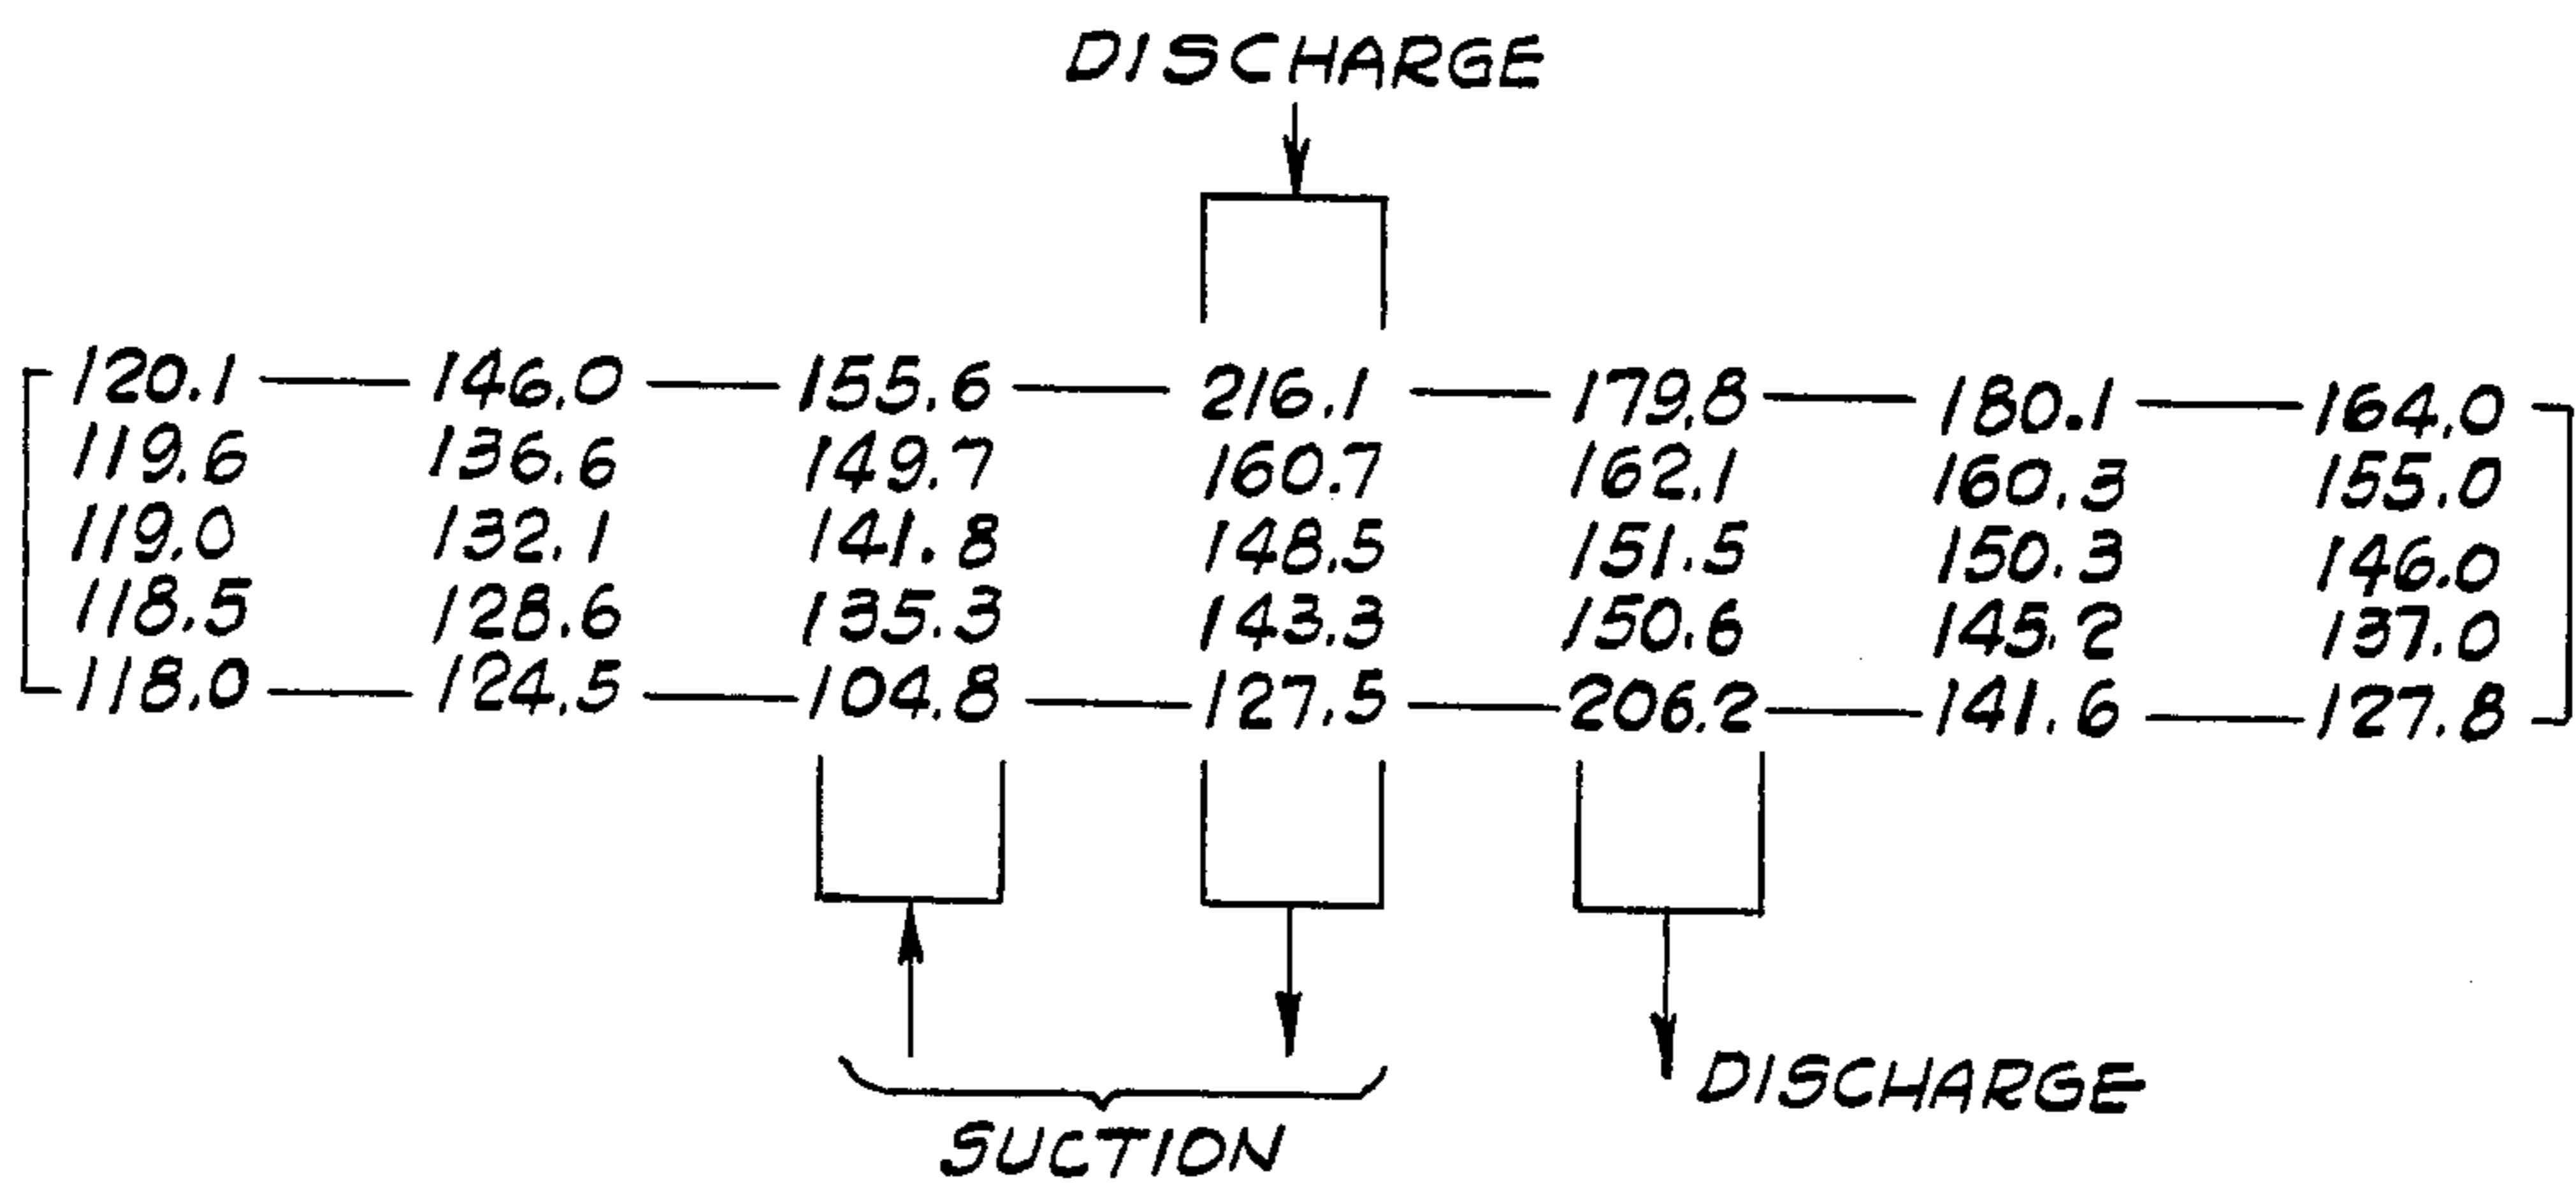 DISCHARGE
120.1 146.0 155.6 216.1 179.8 180.1 164.0
119.6 136.6 149.7 160.7 162.1 160.3 155.0
119.0 132.1 141.8 148.5 151.5 150.3 146.0
118.5 128.6 135.3 143.3 150.6 145.2 137.0
118.0 124.5 104.8 127.5 206.2 141.6 127.8
DISCHARGE
SUCTION